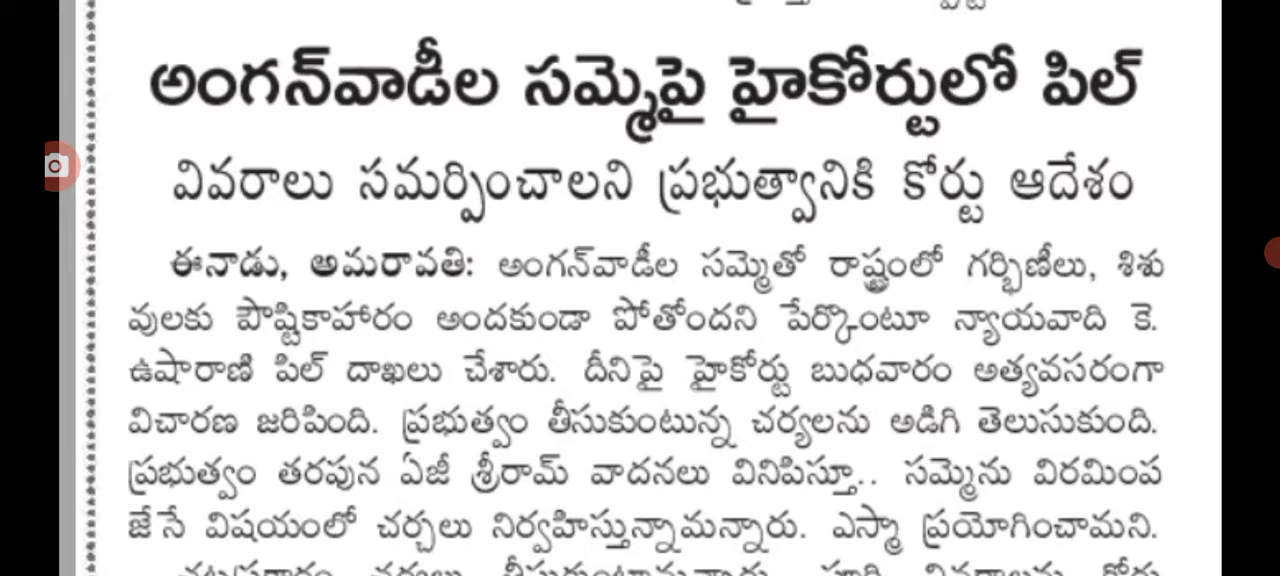 అంగన్‌వాడీల సమ్మెపై హైకోర్టులో పిల్
వివరాలు సమర్పించాలని ప్రభుత్వానికి కోర్టు ఆదేశం
ఈనాడు, అమరావతి: అంగన్‌వాడీల సమ్మెతో రాష్ట్రంలో గర్భిణీలు, శిశు
వులకు పౌష్టికాహారం అందకుండా పోతోందని పేర్కొంటూ న్యాయవాది కె.
ఉషారాణి పిల్ దాఖలు చేశారు. దీనిపై హైకోర్టు బుధవారం అత్యవసరంగా
విచారణ జరిపింది. ప్రభుత్వం తీసుకుంటున్న చర్యలను అడిగి తెలుసుకుంది.
ప్రభుత్వం తరఫున ఏజీ శ్రీరామ్ వాదనలు వినిపిస్తూ.. సమ్మెను విరమింప
జేసే విషయంలో చర్చలు నిర్వహిస్తున్నామన్నారు. ఎస్మా ప్రయోగించామని.